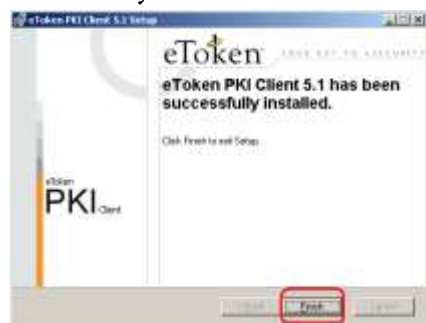 eToken PKI Client 5.1 Setup
eToken
eToken PKI Client 5.1 has been
successfully installed.
Click Finish to exit Setup.
eToken
PKI Client
Finish